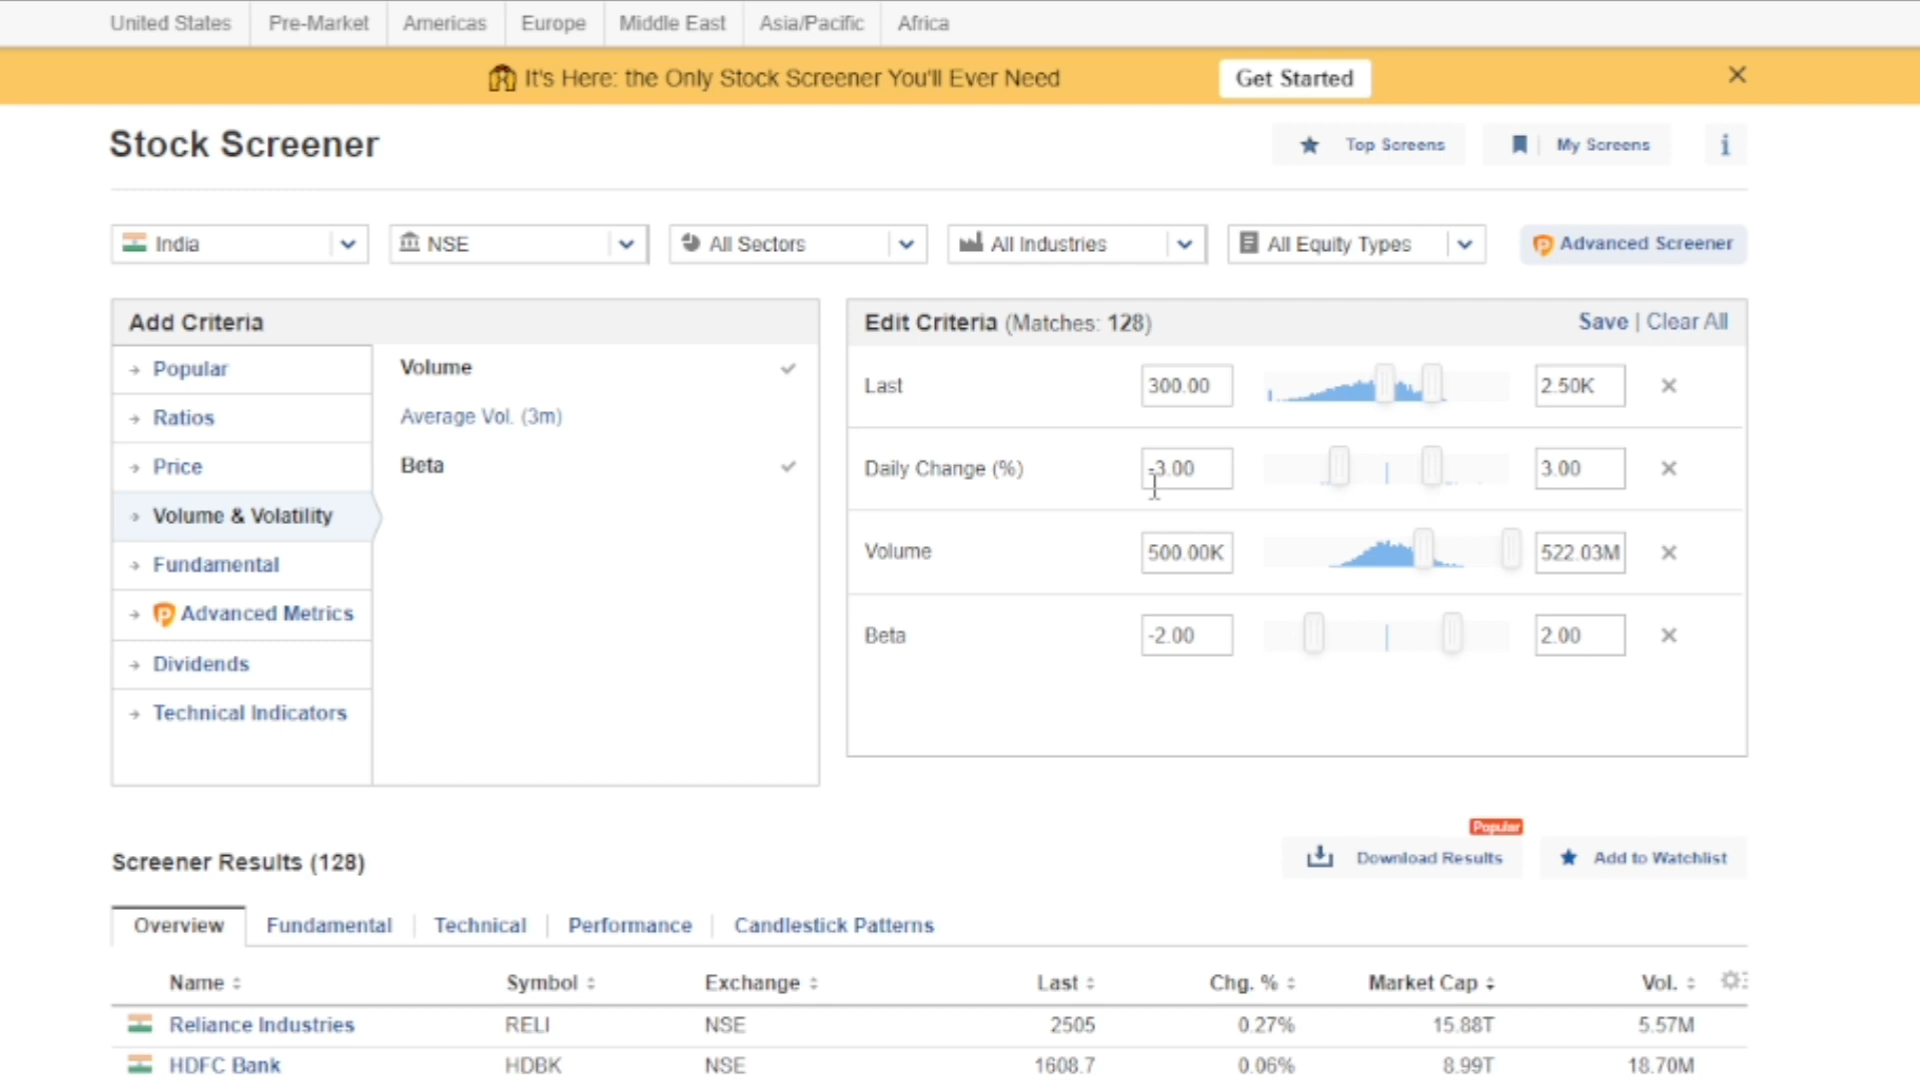 United States Pre-Market Americas Europe Middle East Asia/Pacific Africa
It's Here: the Only Stock Screener You'll Ever Need Get Started
Stock Screener Top Screens My Screens i
India NSE All Sectors All Industries All Equity Types Advanced Screener
Add Criteria
Popular
Ratios
Price
Volume & Volatility
Fundamental
Advanced Metrics
Dividends
Technical Indicators
Volume
Average Vol. (3m)
Beta
Edit Criteria (Matches: 128) Save | Clear All
Last 300.00 2.50K
Daily Change (%) -3.00 3.00
Volume 500.00K 522.03M
Beta -2.00 2.00
Popular
Screener Results (128) Download Results Add to Watchlist
Overview Fundamental Technical Performance Candlestick Patterns
Name Symbol Exchange Last Chg. % Market Cap Vol.
Reliance Industries RELI NSE 2505 0.27% 15.88T 5.57M
HDFC Bank HDBK NSE 1608.7 0.06% 8.99T 18.70M